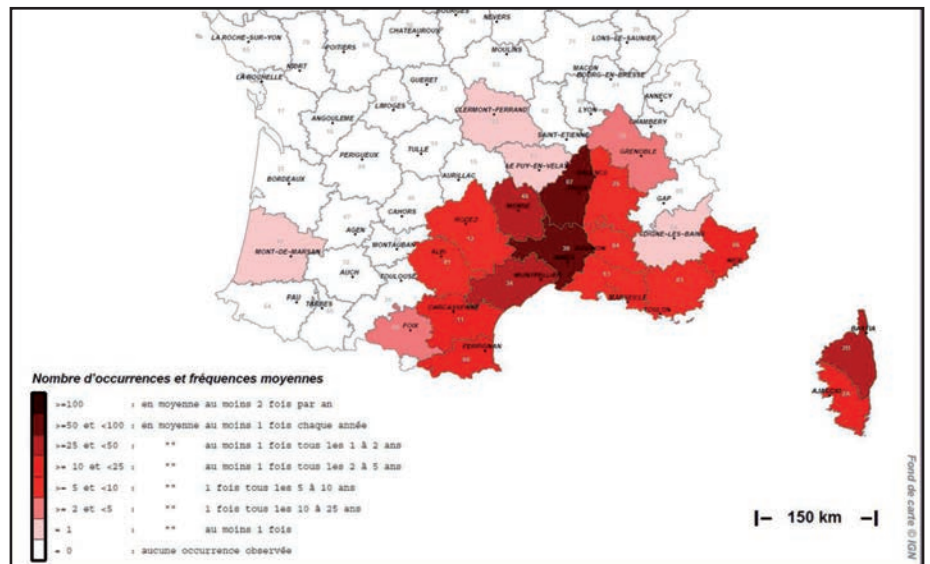 BOURGES
NEVERS
LA ROCHE-SUR-YON
POITIERS
CHATEAUROUX
LONS-LE-SAUNIER
MOULINS
NIORT
MACON
BOURG-EN-BRESSE
LA ROCHELLE
GUERET
ANNECY
LIMOGES
CLERMONT-FERRAND
LYON
ANGOULEME
CHAMBERY
SAINT-ETIENNE
TULLE
PERIGUEUX
GRENOBLE
LE PUY-EN-VELAY
AURILLAC
BORDEAUX
MENDE
GAP
CAHORS
RODEZ
DIGNE-LES-BAINS
AGEN
MONT-DE-MARSAN
MONTAUBAN
ALBI
NICE
AUCH
TOULOUSE
MONTPELLIER
MARSEILLE
TOULON
PAU
TARBES
CARCASSONNE
FOIX
BASTIA
PERPIGNAN
AJACCIO
Nombre d'occurrences et fréquences moyennes
>=100 : en moyenne au moins 2 fois par an
>=50 et <100 : en moyenne au moins 1 fois chaque année
>=25 et <50 : "" au moins 1 fois tous les 1 à 2 ans
>= 10 et <25 : "" au moins 1 fois tous les 2 à 5 ans
>= 5 et <10 : "" 1 fois tous les 5 à 10 ans
>= 2 et <5 : "" 1 fois tous les 10 à 25 ans
= 1 : "" au moins 1 fois
= 0 : aucune occurrence observée
150 km
Fond de carte © IGN